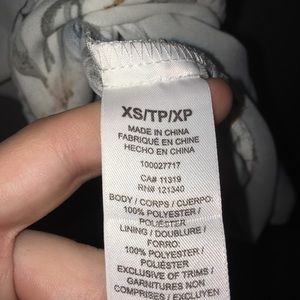 XS/TP/XP
MADE IN CHINA
FABRIQUÉ EN CHINE
HECHO EN CHINA
100027717
CA# 11319
RN# 121340
BODY / CORPS / CUERPO:
100% POLYESTER /
POLIÉSTER
LINING / DOUBLURE /
FORRO:
100% POLYESTER /
POLIÉSTER
EXCLUSIVE OF TRIMS /
GARNITURES NON
COMPRISES / EXCLUYEN